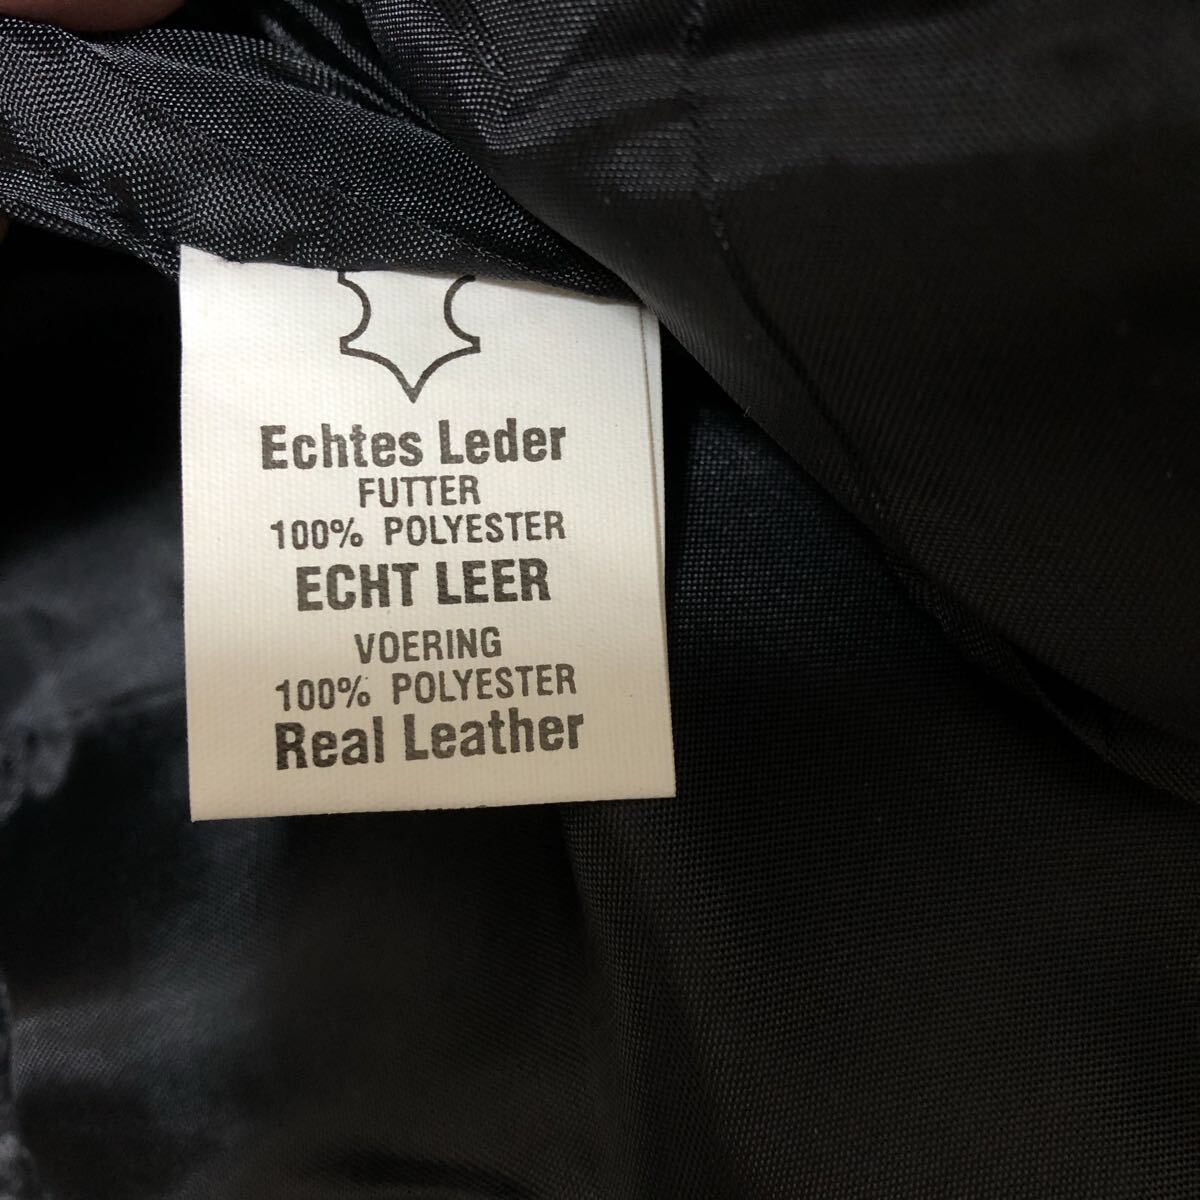 Echtes Leder
FUTTER
100% POLYESTER
ECHT LEER
VOERING
100% POLYESTER
Real Leather